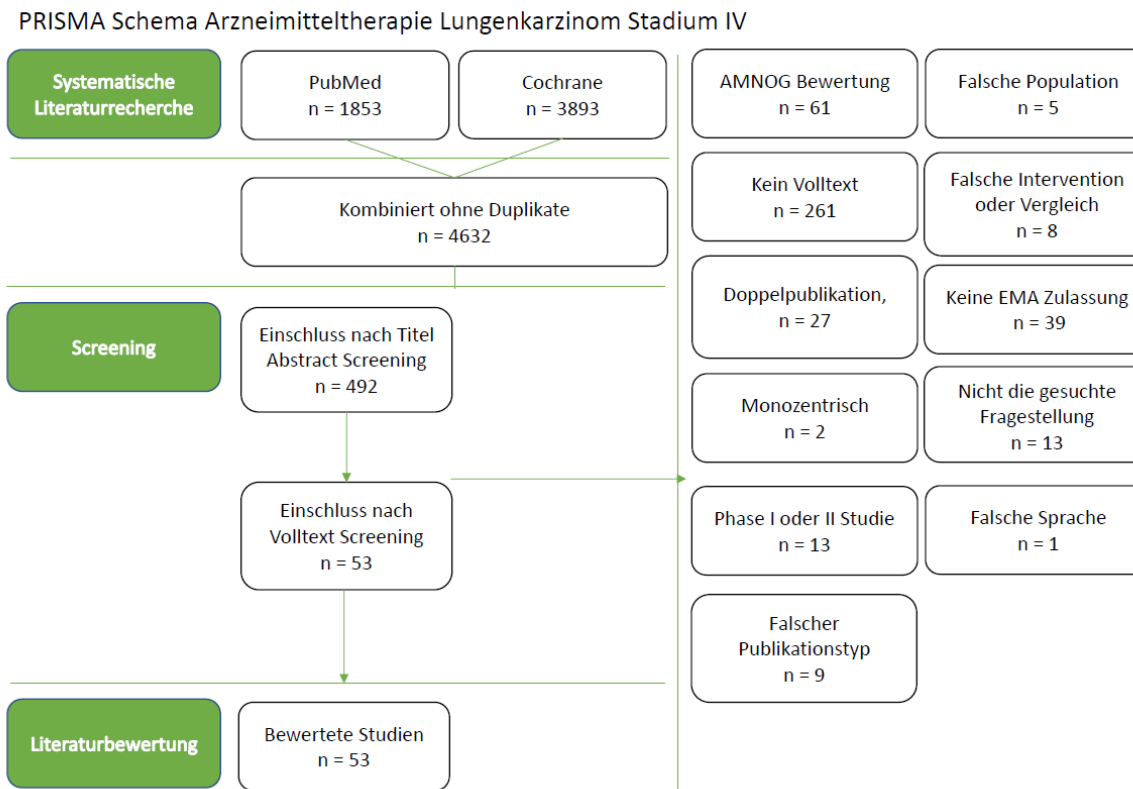 PRISMA Schema Arzneimitteltherapie Lungenkarzinom Stadium IV
Systematische
Literaturrecherche
PubMed
n = 1853
Cochrane
n = 3893
Kombiniert ohne Duplikate
n = 4632
Screening
Einschluss nach Titel
Abstract Screening
n = 492
Einschluss nach
Volltext Screening
n = 53
Literaturbewertung
Bewertete Studien
n = 53
AMNOG Bewertung
n = 61
Falsche Population
n = 5
Kein Volltext
n = 261
Falsche Intervention
oder Vergleich
n = 8
Doppelpublikation,
n = 27
Keine EMA Zulassung
n = 39
Monozentrisch
n = 2
Nicht die gesuchte
Fragestellung
n = 13
Phase I oder II Studie
n = 13
Falsche Sprache
n = 1
Falscher
Publikationstyp
n = 9